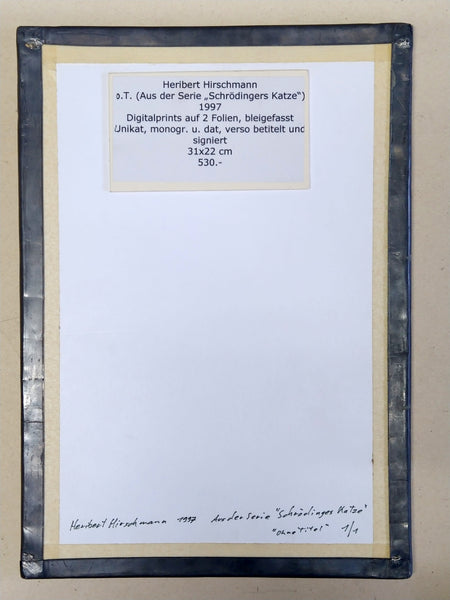 Heribert Hirschmann
o.T. (Aus der Serie „Schrödingers Katze“)
1997
Digitalprints auf 2 Folien, bleigefasst
Unikat, monogr. u. dat, verso betitelt und
signiert
31x22 cm
530.-
Heribert Hirschmann 1997 Aus der Serie "Schrödinges Katze"
"Ohne Titel" 1/1